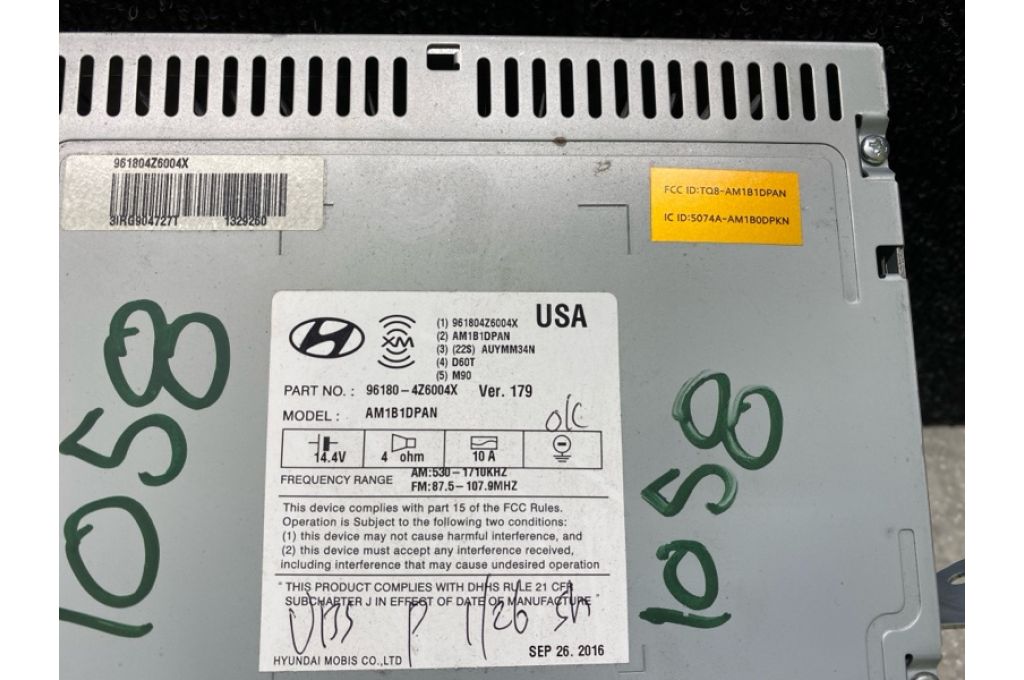 961804Z6004X
3IRG904727T 1329260
FCC ID:TQ8-AM1B1DPAN
IC ID:5074A-AM1B0DPKN
1058
XM
(1) 961804Z6004X
(2) AM1B1DPAN
(3) (22S) AUYMM34N
(4) D60T
(5) M90
USA
PART NO. : 96180-4Z6004X Ver. 179
MODEL: AM1B1DPAN
14.4V 4 ohm 10 A
FREQUENCY RANGE AM:530-1710KHZ
FM:87.5-107.9MHZ
This device complies with part 15 of the FCC Rules.
Operation is Subject to the following two conditions:
(1) this device may not cause harmful interference, and
(2) this device must accept any interference received,
including interference that may cause undesired operation
"THIS PRODUCT COMPLIES WITH DHHS RULE 21 CFR
SUBCHARTER J IN EFFECT OF DATE OF MANUFACTURE"
P 1/26
SEP 26. 2016
HYUNDAI MOBIS CO.,LTD
1058